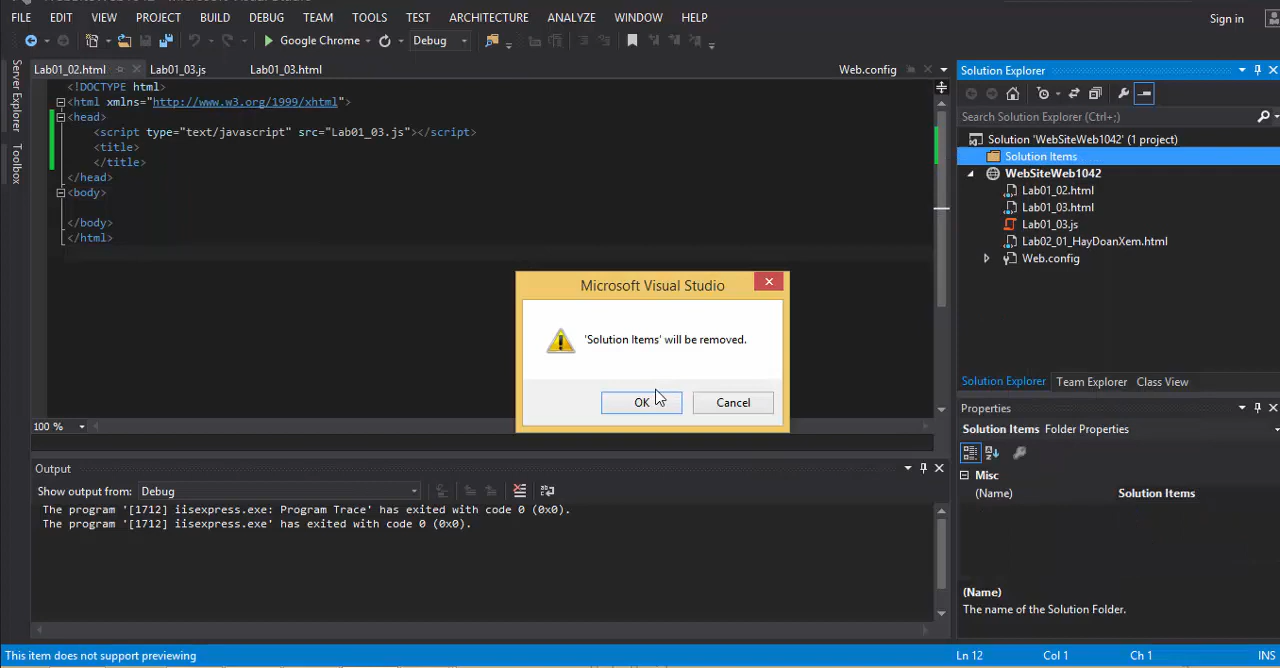 FILE EDIT VIEW PROJECT BUILD DEBUG TEAM TOOLS TEST ARCHITECTURE ANALYZE WINDOW HELP Sign in
Google Chrome Debug
Lab01_02.html Lab01_03.js Lab01_03.html Web.config
Server Explorer
Toolbox
<!DOCTYPE html>
<html xmlns="http://www.w3.org/1999/xhtml">
<head>
<script type="text/javascript" src="Lab01_03.js"></script>
<title>
</title>
</head>
<body>
</body>
</html>
100 %
Microsoft Visual Studio
'Solution Items' will be removed.
OK Cancel
Solution Explorer
Search Solution Explorer (Ctrl+;)
Solution 'WebSiteWeb1042' (1 project)
Solution Items
WebSiteWeb1042
Lab01_02.html
Lab01_03.html
Lab01_03.js
Lab02_01_HayDoanXem.html
Web.config
Solution Explorer Team Explorer Class View
Properties
Solution Items Folder Properties
Misc
(Name) Solution Items
(Name)
The name of the Solution Folder.
Output
Show output from: Debug
The program '[1712] iisexpress.exe: Program Trace' has exited with code 0 (0x0).
The program '[1712] iisexpress.exe' has exited with code 0 (0x0).
This item does not support previewing Ln 12 Col 1 Ch 1 INS